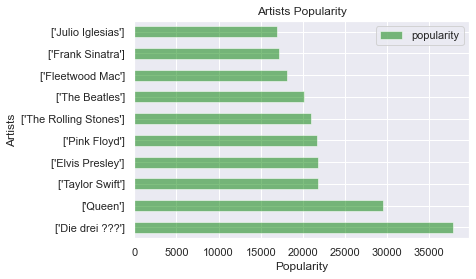 Artists Popularity
popularity
['Julio Iglesias']
['Frank Sinatra']
['Fleetwood Mac']
['The Beatles']
['The Rolling Stones']
['Pink Floyd']
['Elvis Presley']
['Taylor Swift']
['Queen']
['Die drei ???']
Artists
0 5000 10000 15000 20000 25000 30000 35000
Popularity